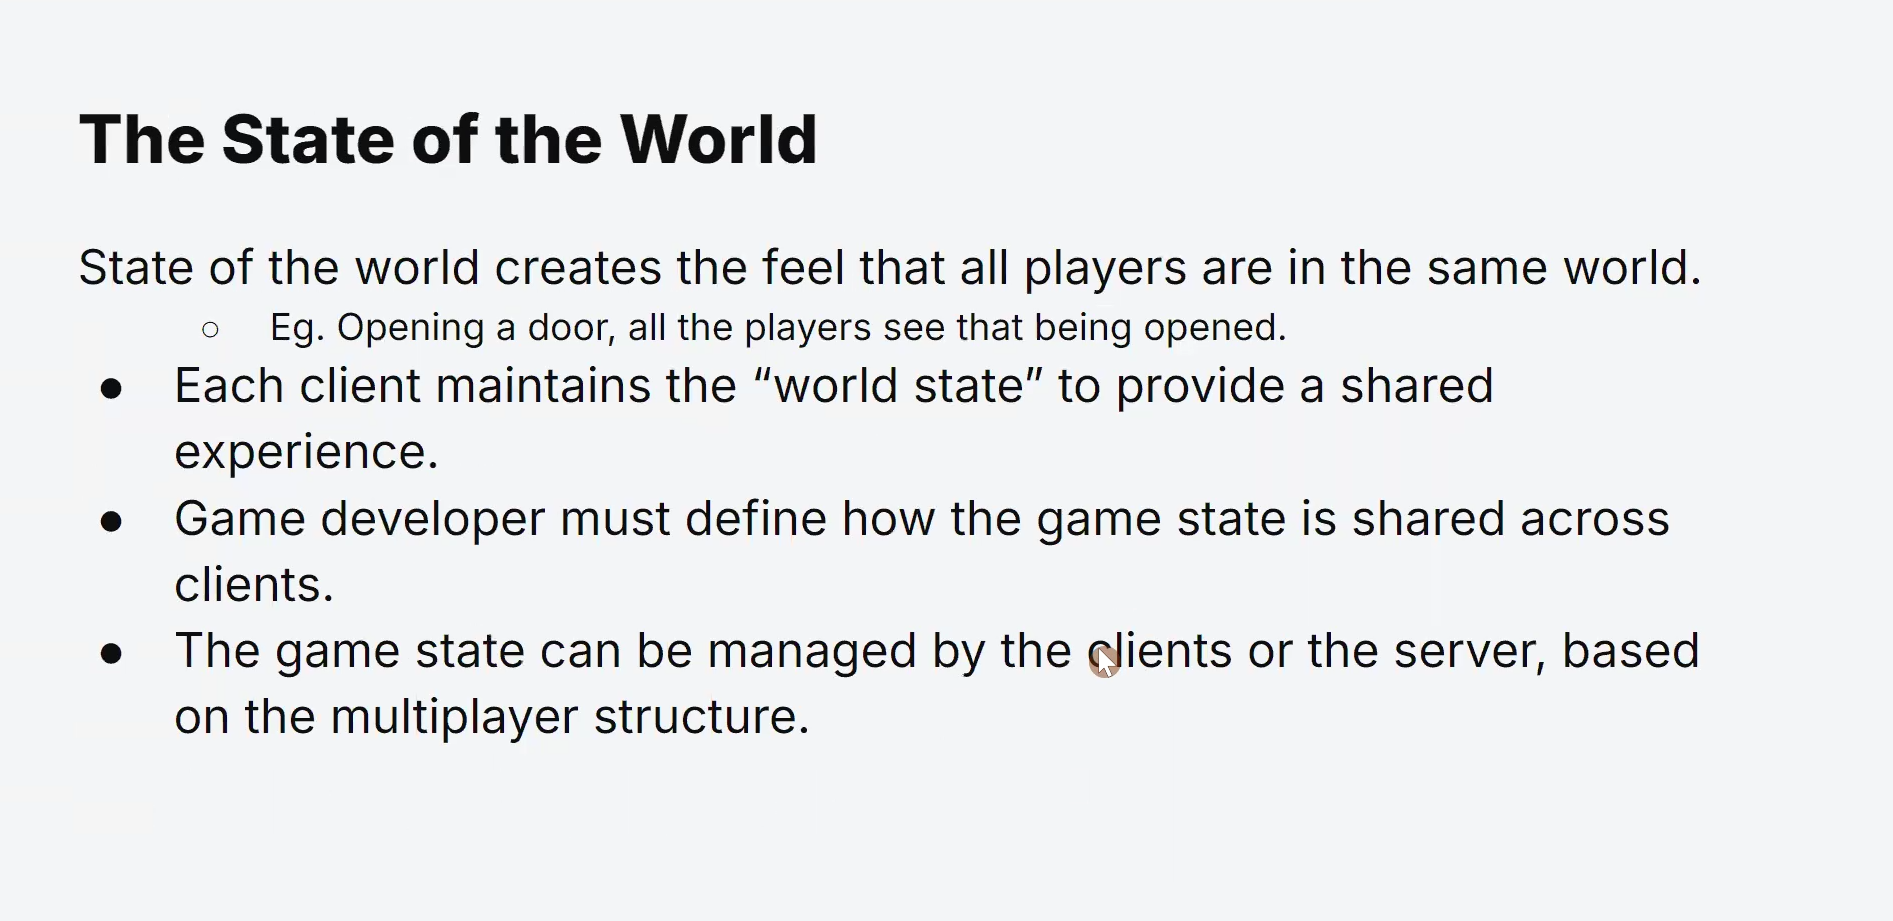 The State of the World
State of the world creates the feel that all players are in the same world.
○ Eg. Opening a door, all the players see that being opened.
● Each client maintains the “world state” to provide a shared
experience.
● Game developer must define how the game state is shared across
clients.
● The game state can be managed by the clients or the server, based
on the multiplayer structure.